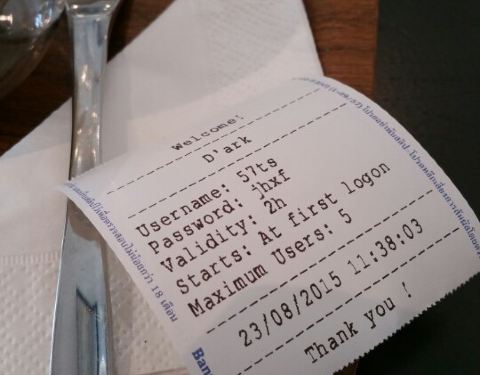 Welcome:
D'ark
Username: 57ts
Password: jhxf
Validity: 2h
Starts: At first logon
Maximum Users: 5
23/08/2015 11:38:03
Thank you !
Ban